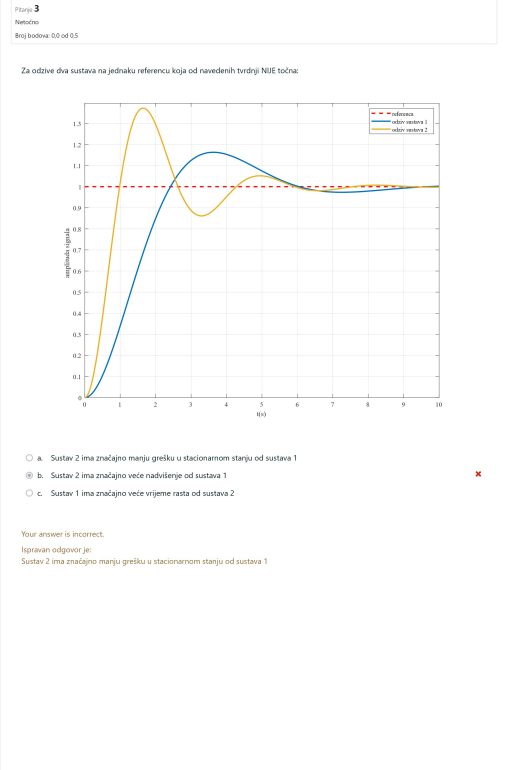 Pitanje 3
Netočno
Broj bodova: 0,0 od 0,5
Za odzive dva sustava na jednaku referencu koja od navedenih tvrdnji NIJE točna:
referenca
odziv sustava 1
odziv sustava 2
1.3
1.2
1.1
1
0.9
0.8
0.7
0.6
0.5
0.4
0.3
0.2
0.1
0
amplituda signala
0 1 2 3 4 5 6 7 8 9 10
t(s)
a. Sustav 2 ima značajno manju grešku u stacionarnom stanju od sustava 1
b. Sustav 2 ima značajno veće nadvišenje od sustava 1
c. Sustav 1 ima značajno veće vrijeme rasta od sustava 2
Your answer is incorrect.
Ispravan odgovor je:
Sustav 2 ima značajno manju grešku u stacionarnom stanju od sustava 1